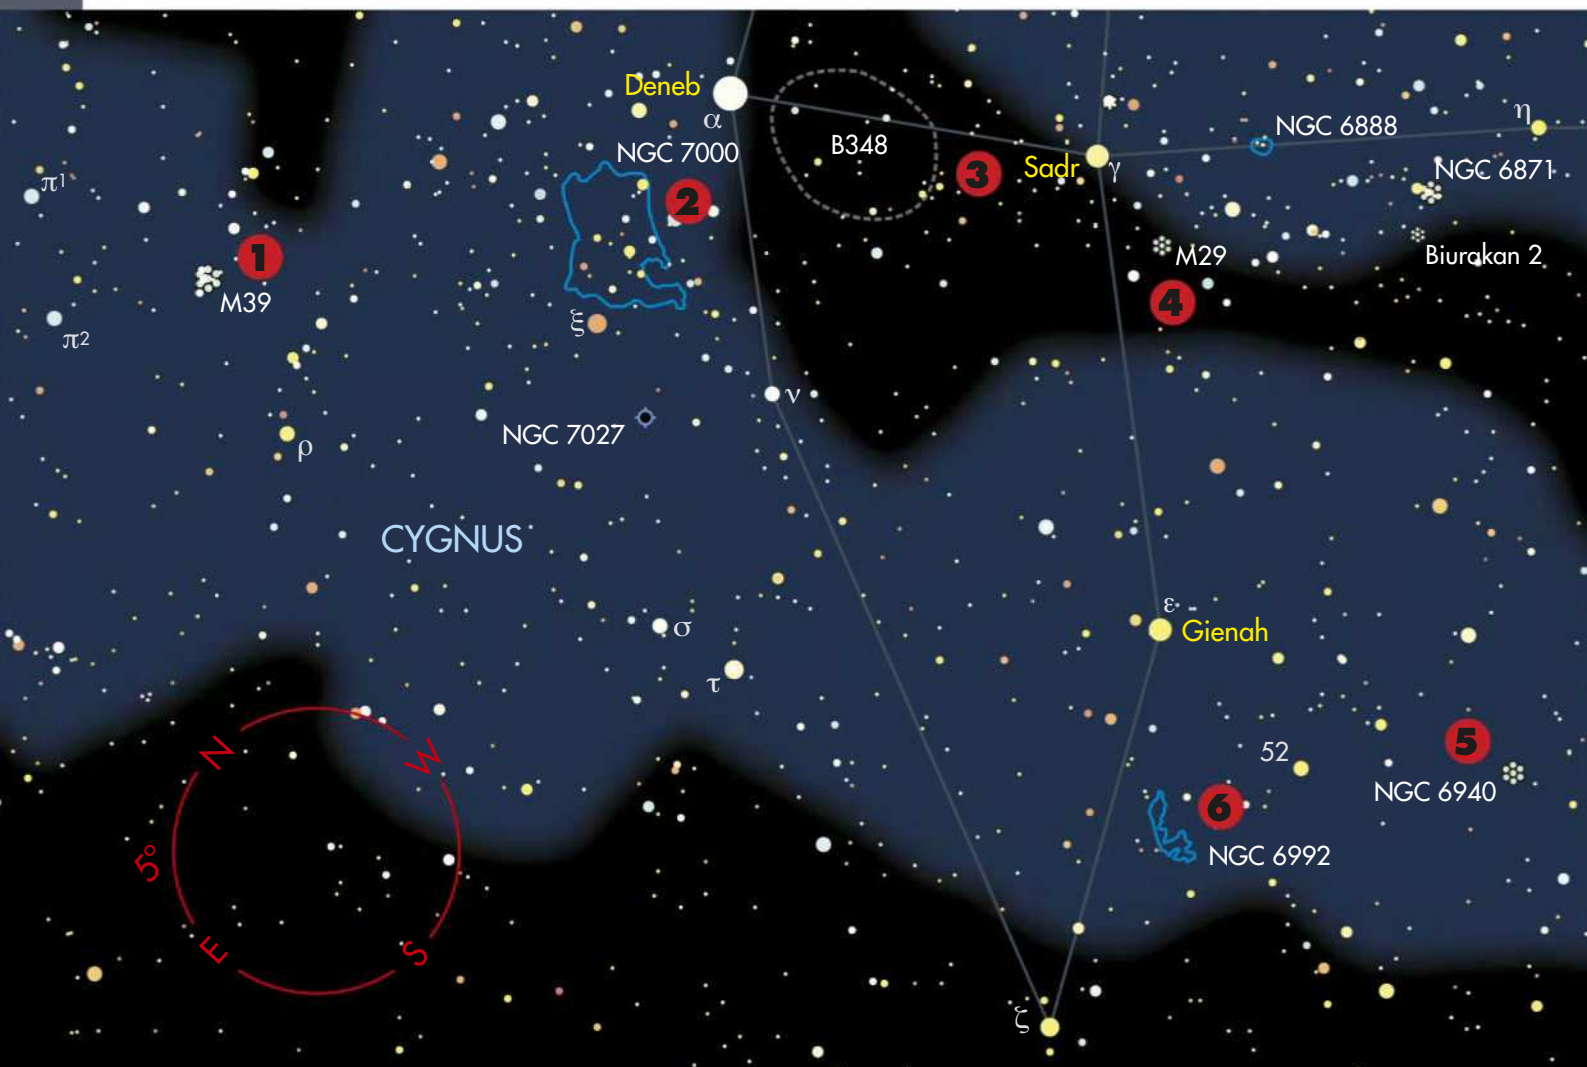 Deneb
α
NGC 7000
2
B348
3
Sadr
γ
NGC 6888
η
NGC 6871
Biurakan 2
M29
4
π1
1
M39
π2
ξ
ν
NGC 7027
ρ
CYGNUS
σ
τ
ε
Gienah
52
5
NGC 6940
6
NGC 6992
ζ
N
W
5°
E
S